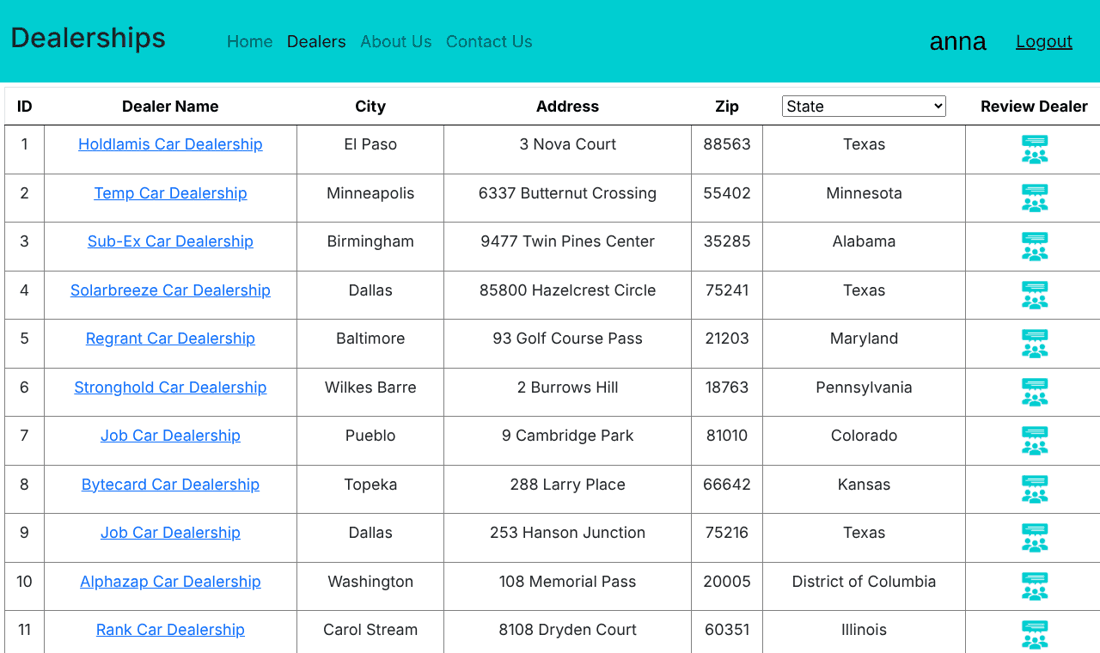 Dealerships Home Dealers About Us Contact Us anna Logout
ID Dealer Name City Address Zip State Review Dealer
1 Holdlamis Car Dealership El Paso 3 Nova Court 88563 Texas
2 Temp Car Dealership Minneapolis 6337 Butternut Crossing 55402 Minnesota
3 Sub-Ex Car Dealership Birmingham 9477 Twin Pines Center 35285 Alabama
4 Solarbreeze Car Dealership Dallas 85800 Hazelcrest Circle 75241 Texas
5 Regrant Car Dealership Baltimore 93 Golf Course Pass 21203 Maryland
6 Stronghold Car Dealership Wilkes Barre 2 Burrows Hill 18763 Pennsylvania
7 Job Car Dealership Pueblo 9 Cambridge Park 81010 Colorado
8 Bytecard Car Dealership Topeka 288 Larry Place 66642 Kansas
9 Job Car Dealership Dallas 253 Hanson Junction 75216 Texas
10 Alphazap Car Dealership Washington 108 Memorial Pass 20005 District of Columbia
11 Rank Car Dealership Carol Stream 8108 Dryden Court 60351 Illinois